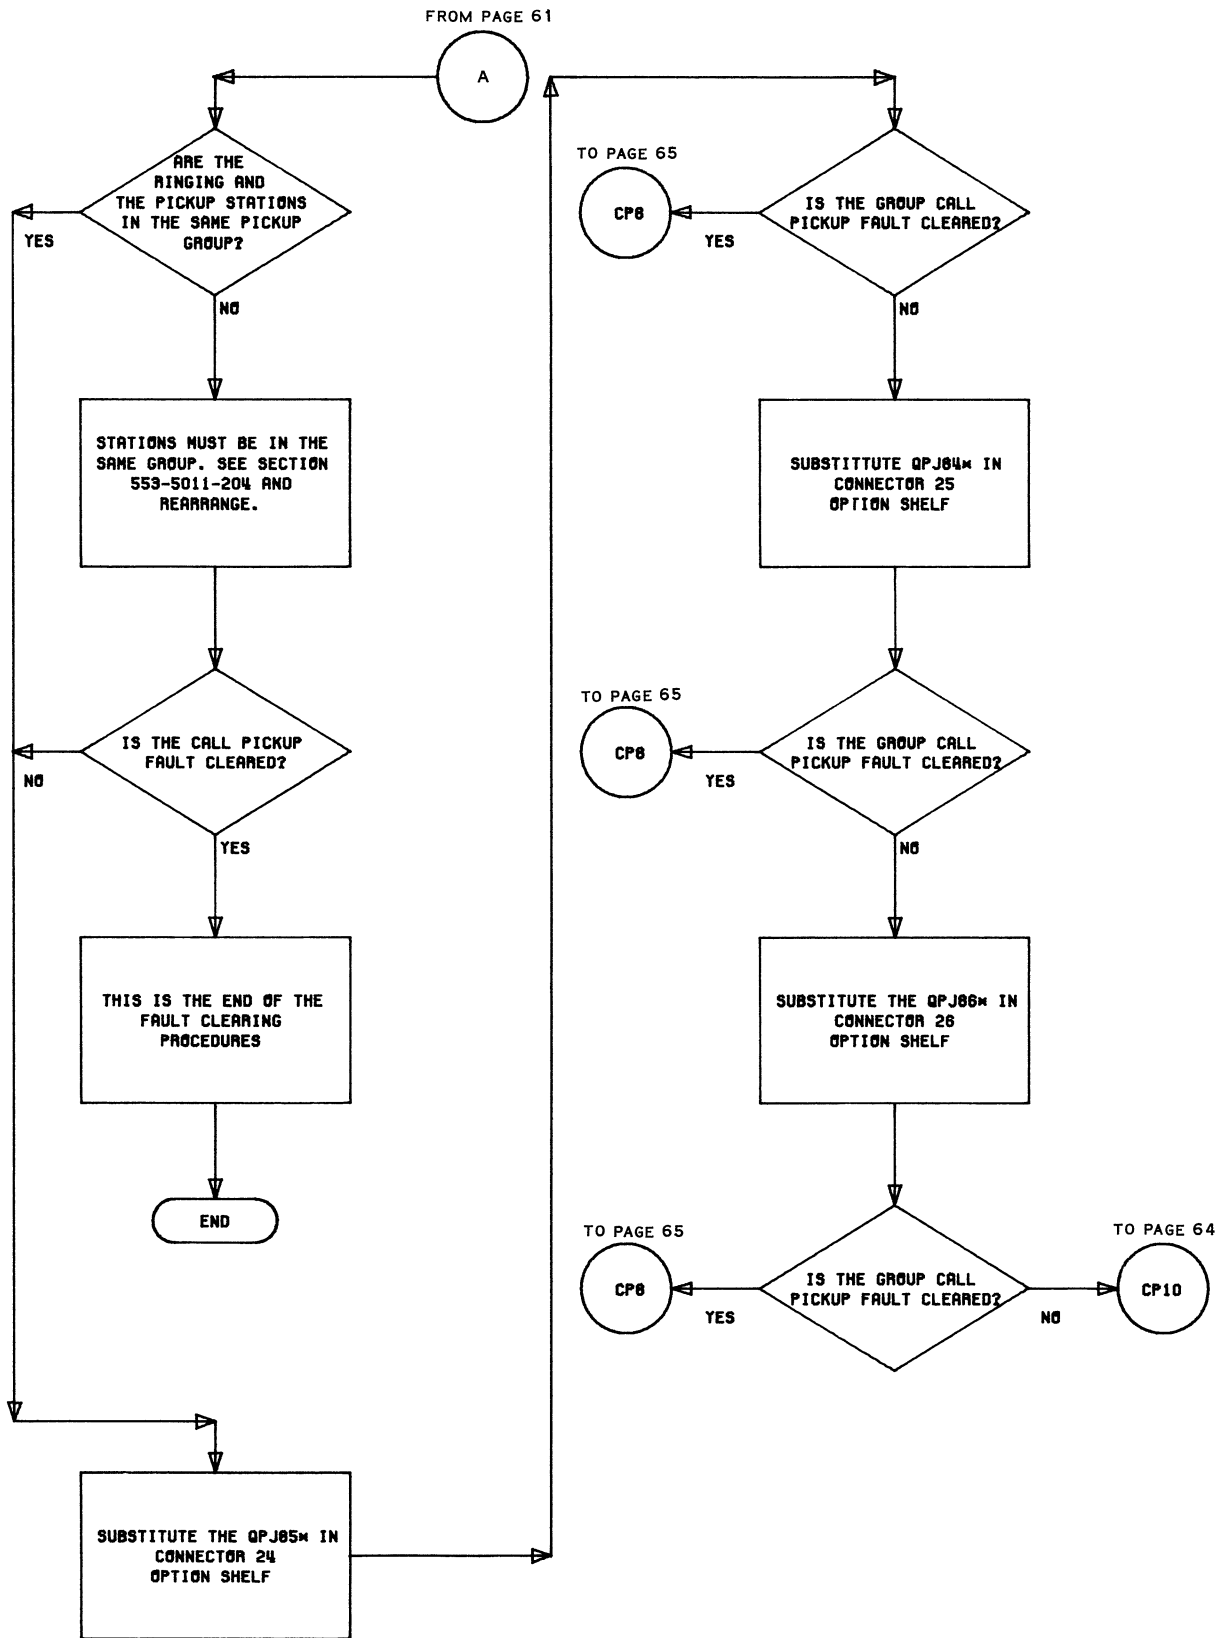 FROM PAGE 61
A
ARE THE
RINGING AND
THE PICKUP STATIONS
IN THE SAME PICKUP
GROUP?
YES
NO
STATIONS MUST BE IN THE
SAME GROUP. SEE SECTION
553-5011-204 AND
REARRANGE.
IS THE CALL PICKUP
FAULT CLEARED?
NO
YES
THIS IS THE END OF THE
FAULT CLEARING
PROCEDURES
END
SUBSTITUTE THE QPJ85* IN
CONNECTOR 24
OPTION SHELF
TO PAGE 65
CP8
YES
IS THE GROUP CALL
PICKUP FAULT CLEARED?
NO
SUBSTITTUTE QPJ84* IN
CONNECTOR 25
OPTION SHELF
TO PAGE 65
CP8
YES
IS THE GROUP CALL
PICKUP FAULT CLEARED?
NO
SUBSTITUTE THE QPJ86* IN
CONNECTOR 26
OPTION SHELF
TO PAGE 65
CP8
YES
IS THE GROUP CALL
PICKUP FAULT CLEARED?
NO
TO PAGE 64
CP10